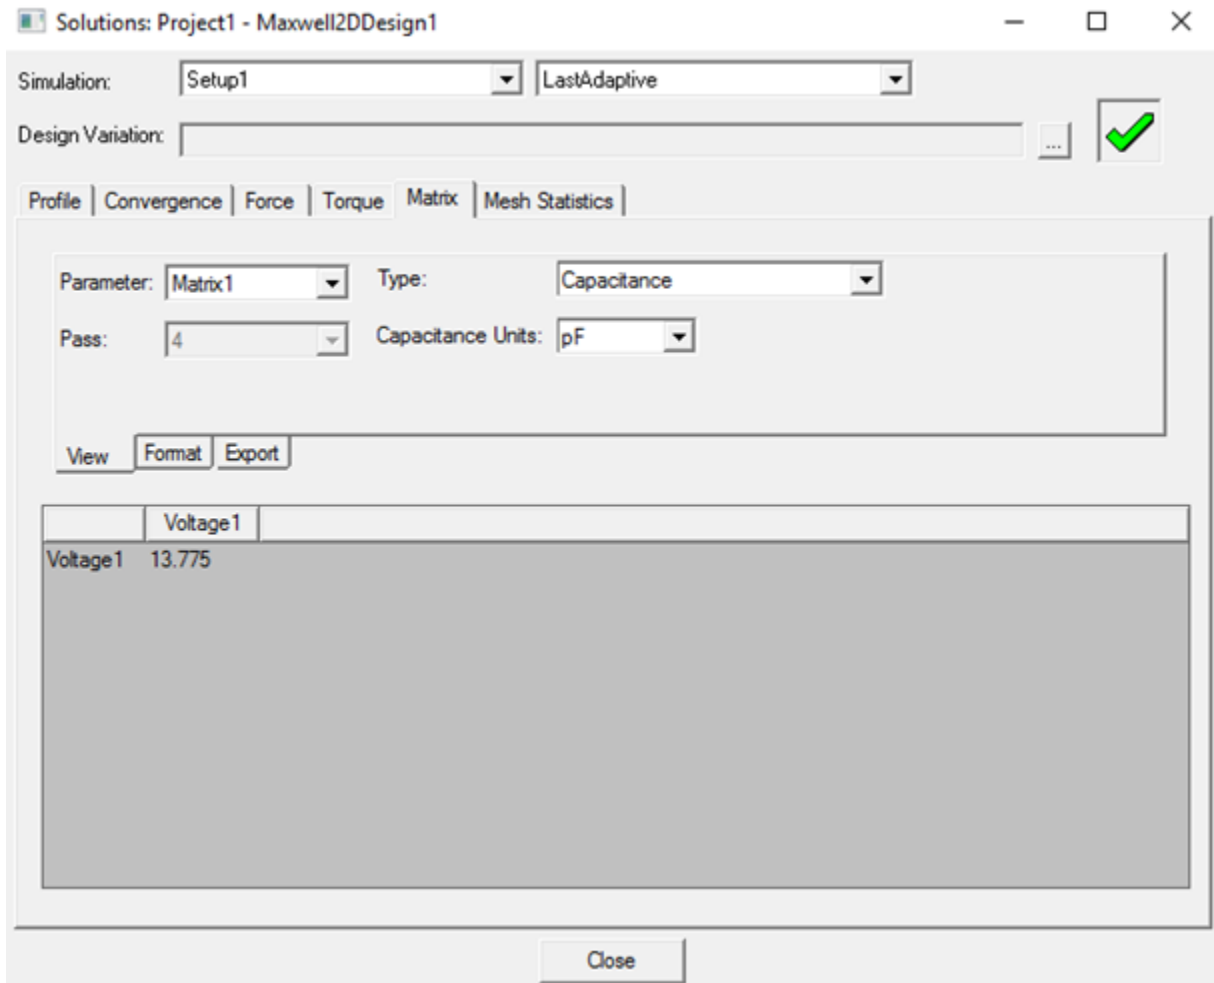 Solutions: Project1 - Maxwell2DDesign1
Simulation: Setup1 LastAdaptive
Design Variation: ...
Profile Convergence Force Torque Matrix Mesh Statistics
Parameter: Matrix1 Type: Capacitance
Pass: 4 Capacitance Units: pF
View Format Export
Voltage1
Voltage1 13.775
Close